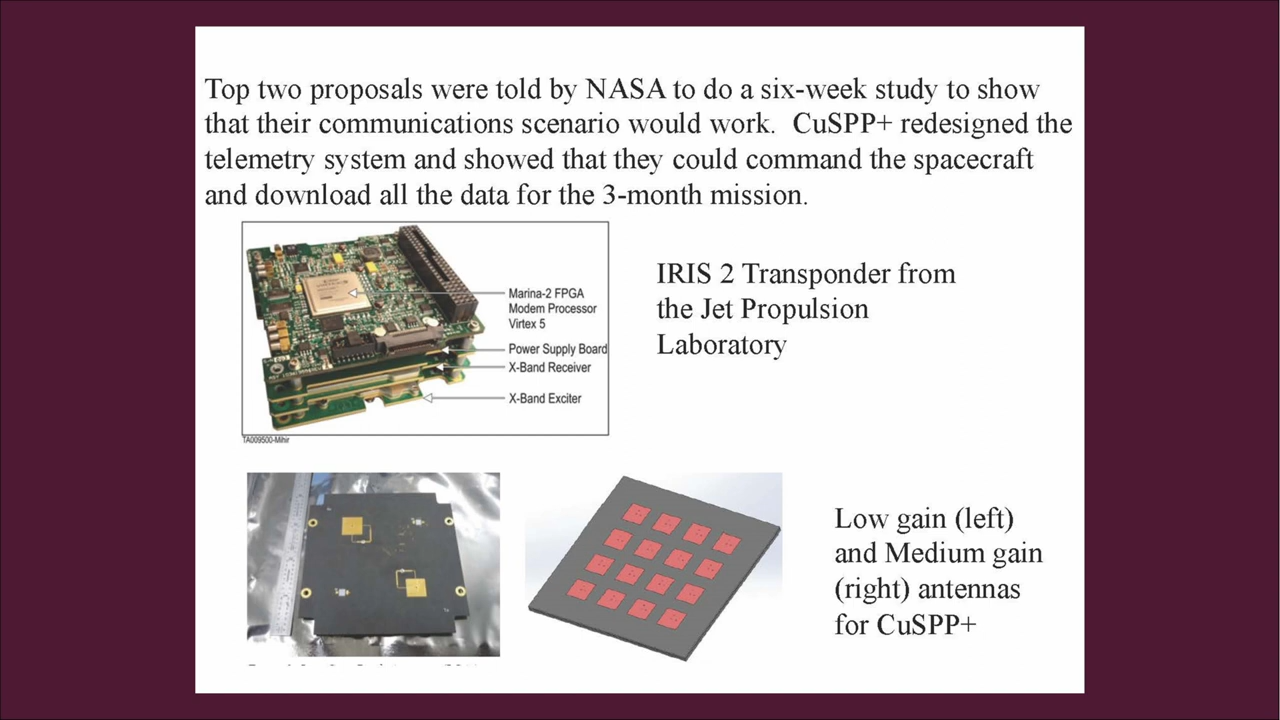 Top two proposals were told by NASA to do a six-week study to show
that their communications scenario would work. CuSPP+ redesigned the
telemetry system and showed that they could command the spacecraft
and download all the data for the 3-month mission.
Marina-2 FPGA
Modem Processor
Virtex 5
Power Supply Board
X-Band Receiver
X-Band Exciter
TA009500-Mihir
IRIS 2 Transponder from
the Jet Propulsion
Laboratory
Low gain (left)
and Medium gain
(right) antennas
for CuSPP+